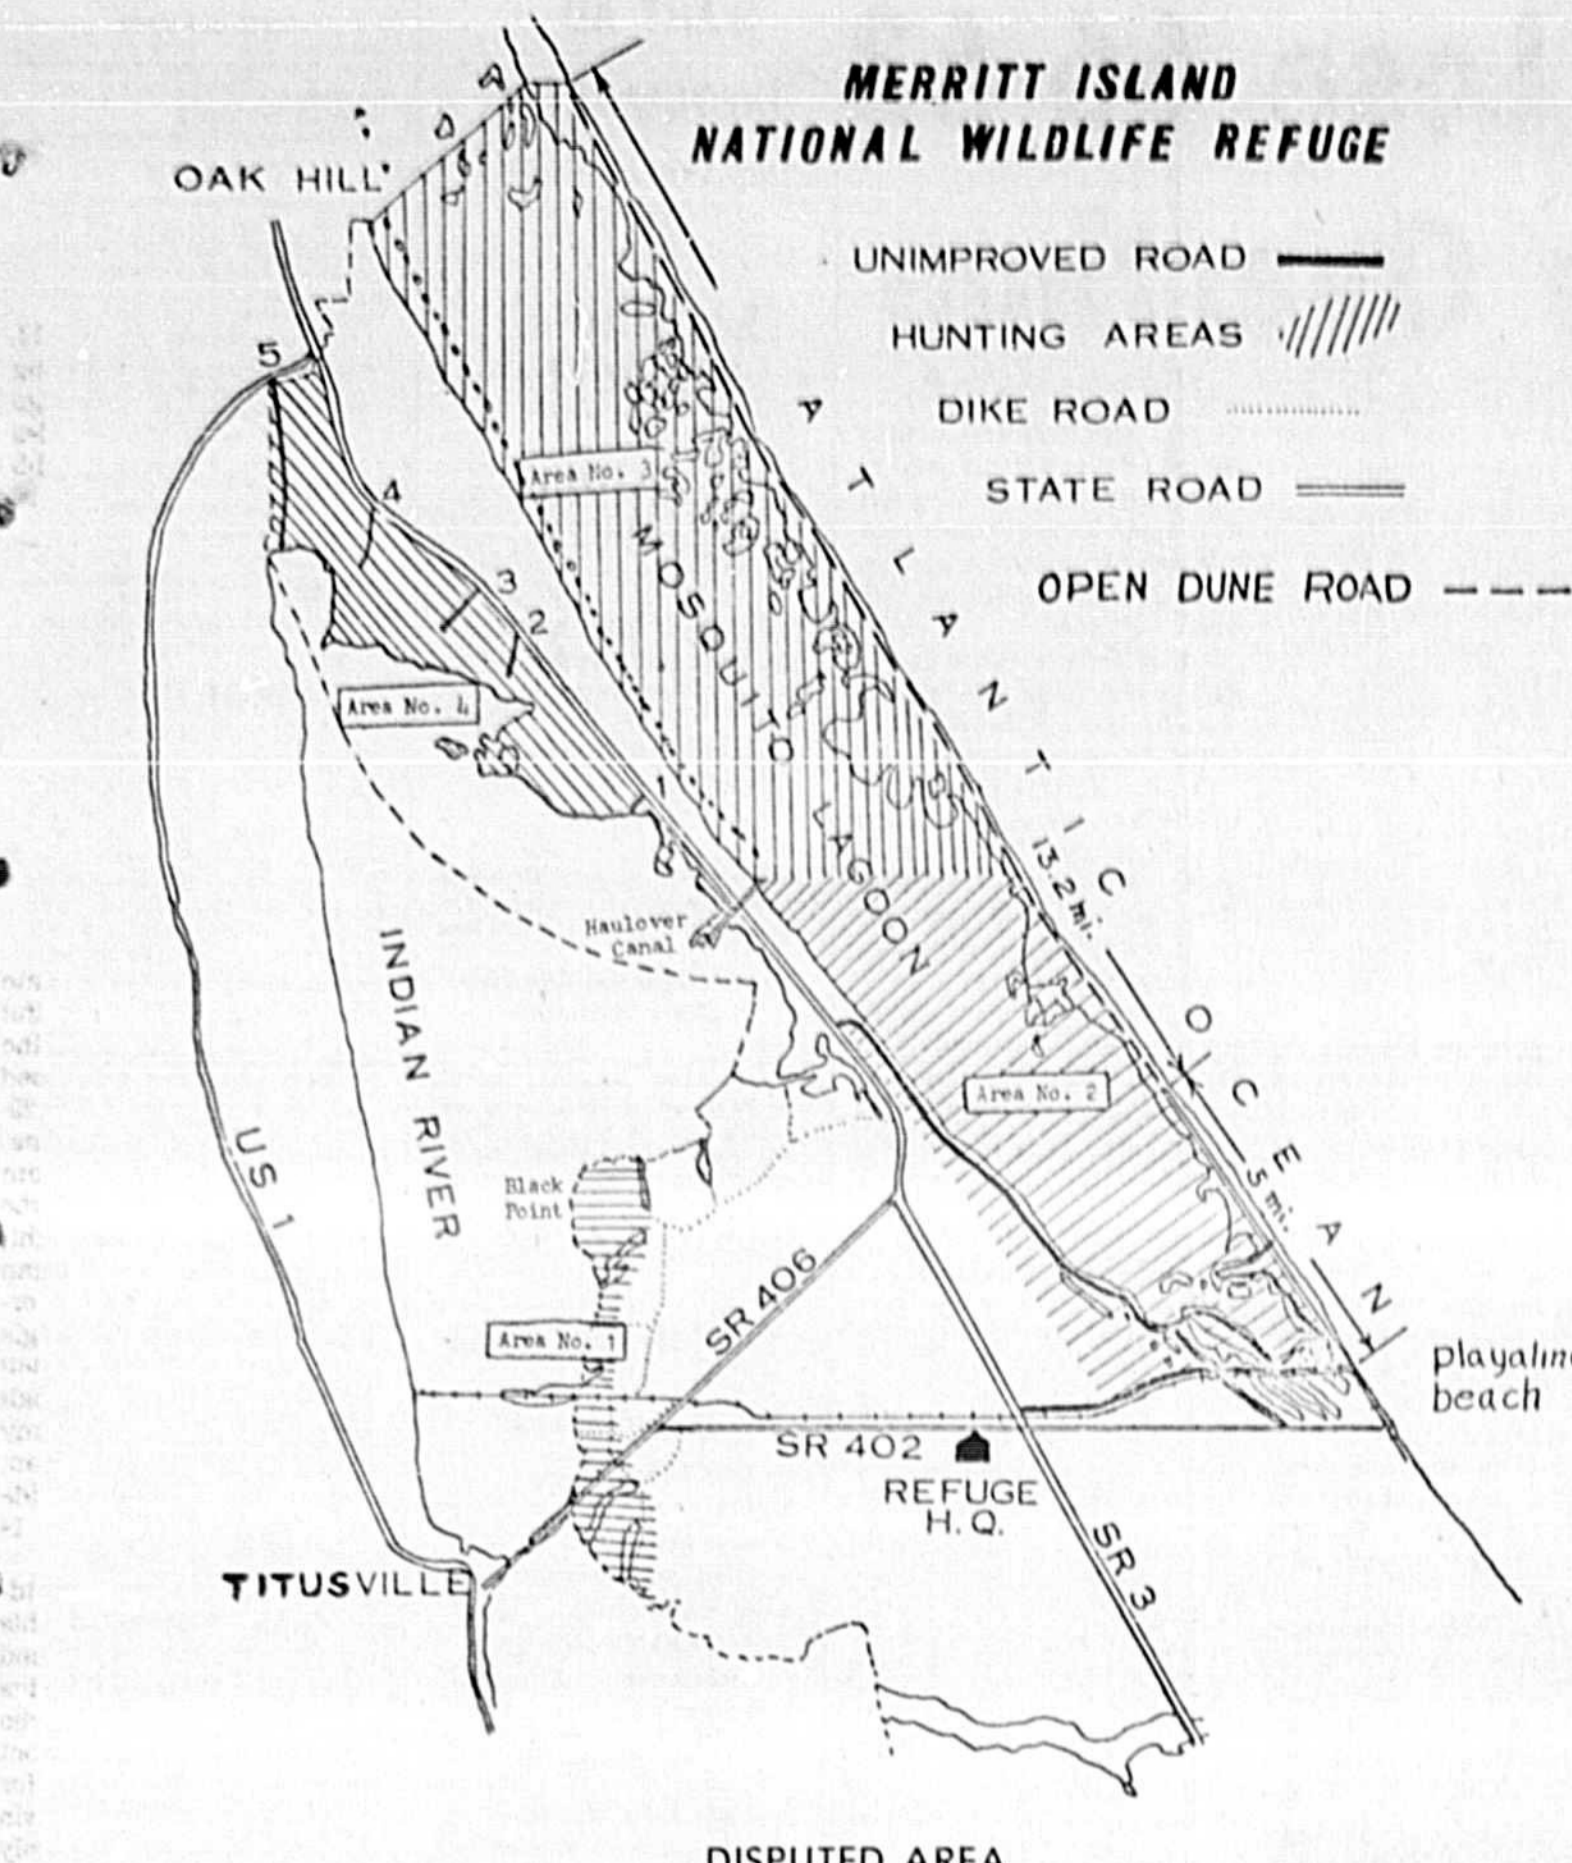 MERRITT ISLAND
NATIONAL WILDLIFE REFUGE
OAK HILL
UNIMPROVED ROAD
HUNTING AREAS
DIKE ROAD
STATE ROAD
OPEN DUNE ROAD
5
4
3
2
1
Area No. 3
MOSQUITO LAGOON
ATLANTIC OCEAN
Area No. 4
13.2 mi.
Haulover
Canal
INDIAN RIVER
US 1
Area No. 2
5 mi.
Black
Point
SR 406
Area No. 1
playalin
beach
SR 402
REFUGE
H.Q.
SR 3
TITUSVILLE
DISPUTED AREA